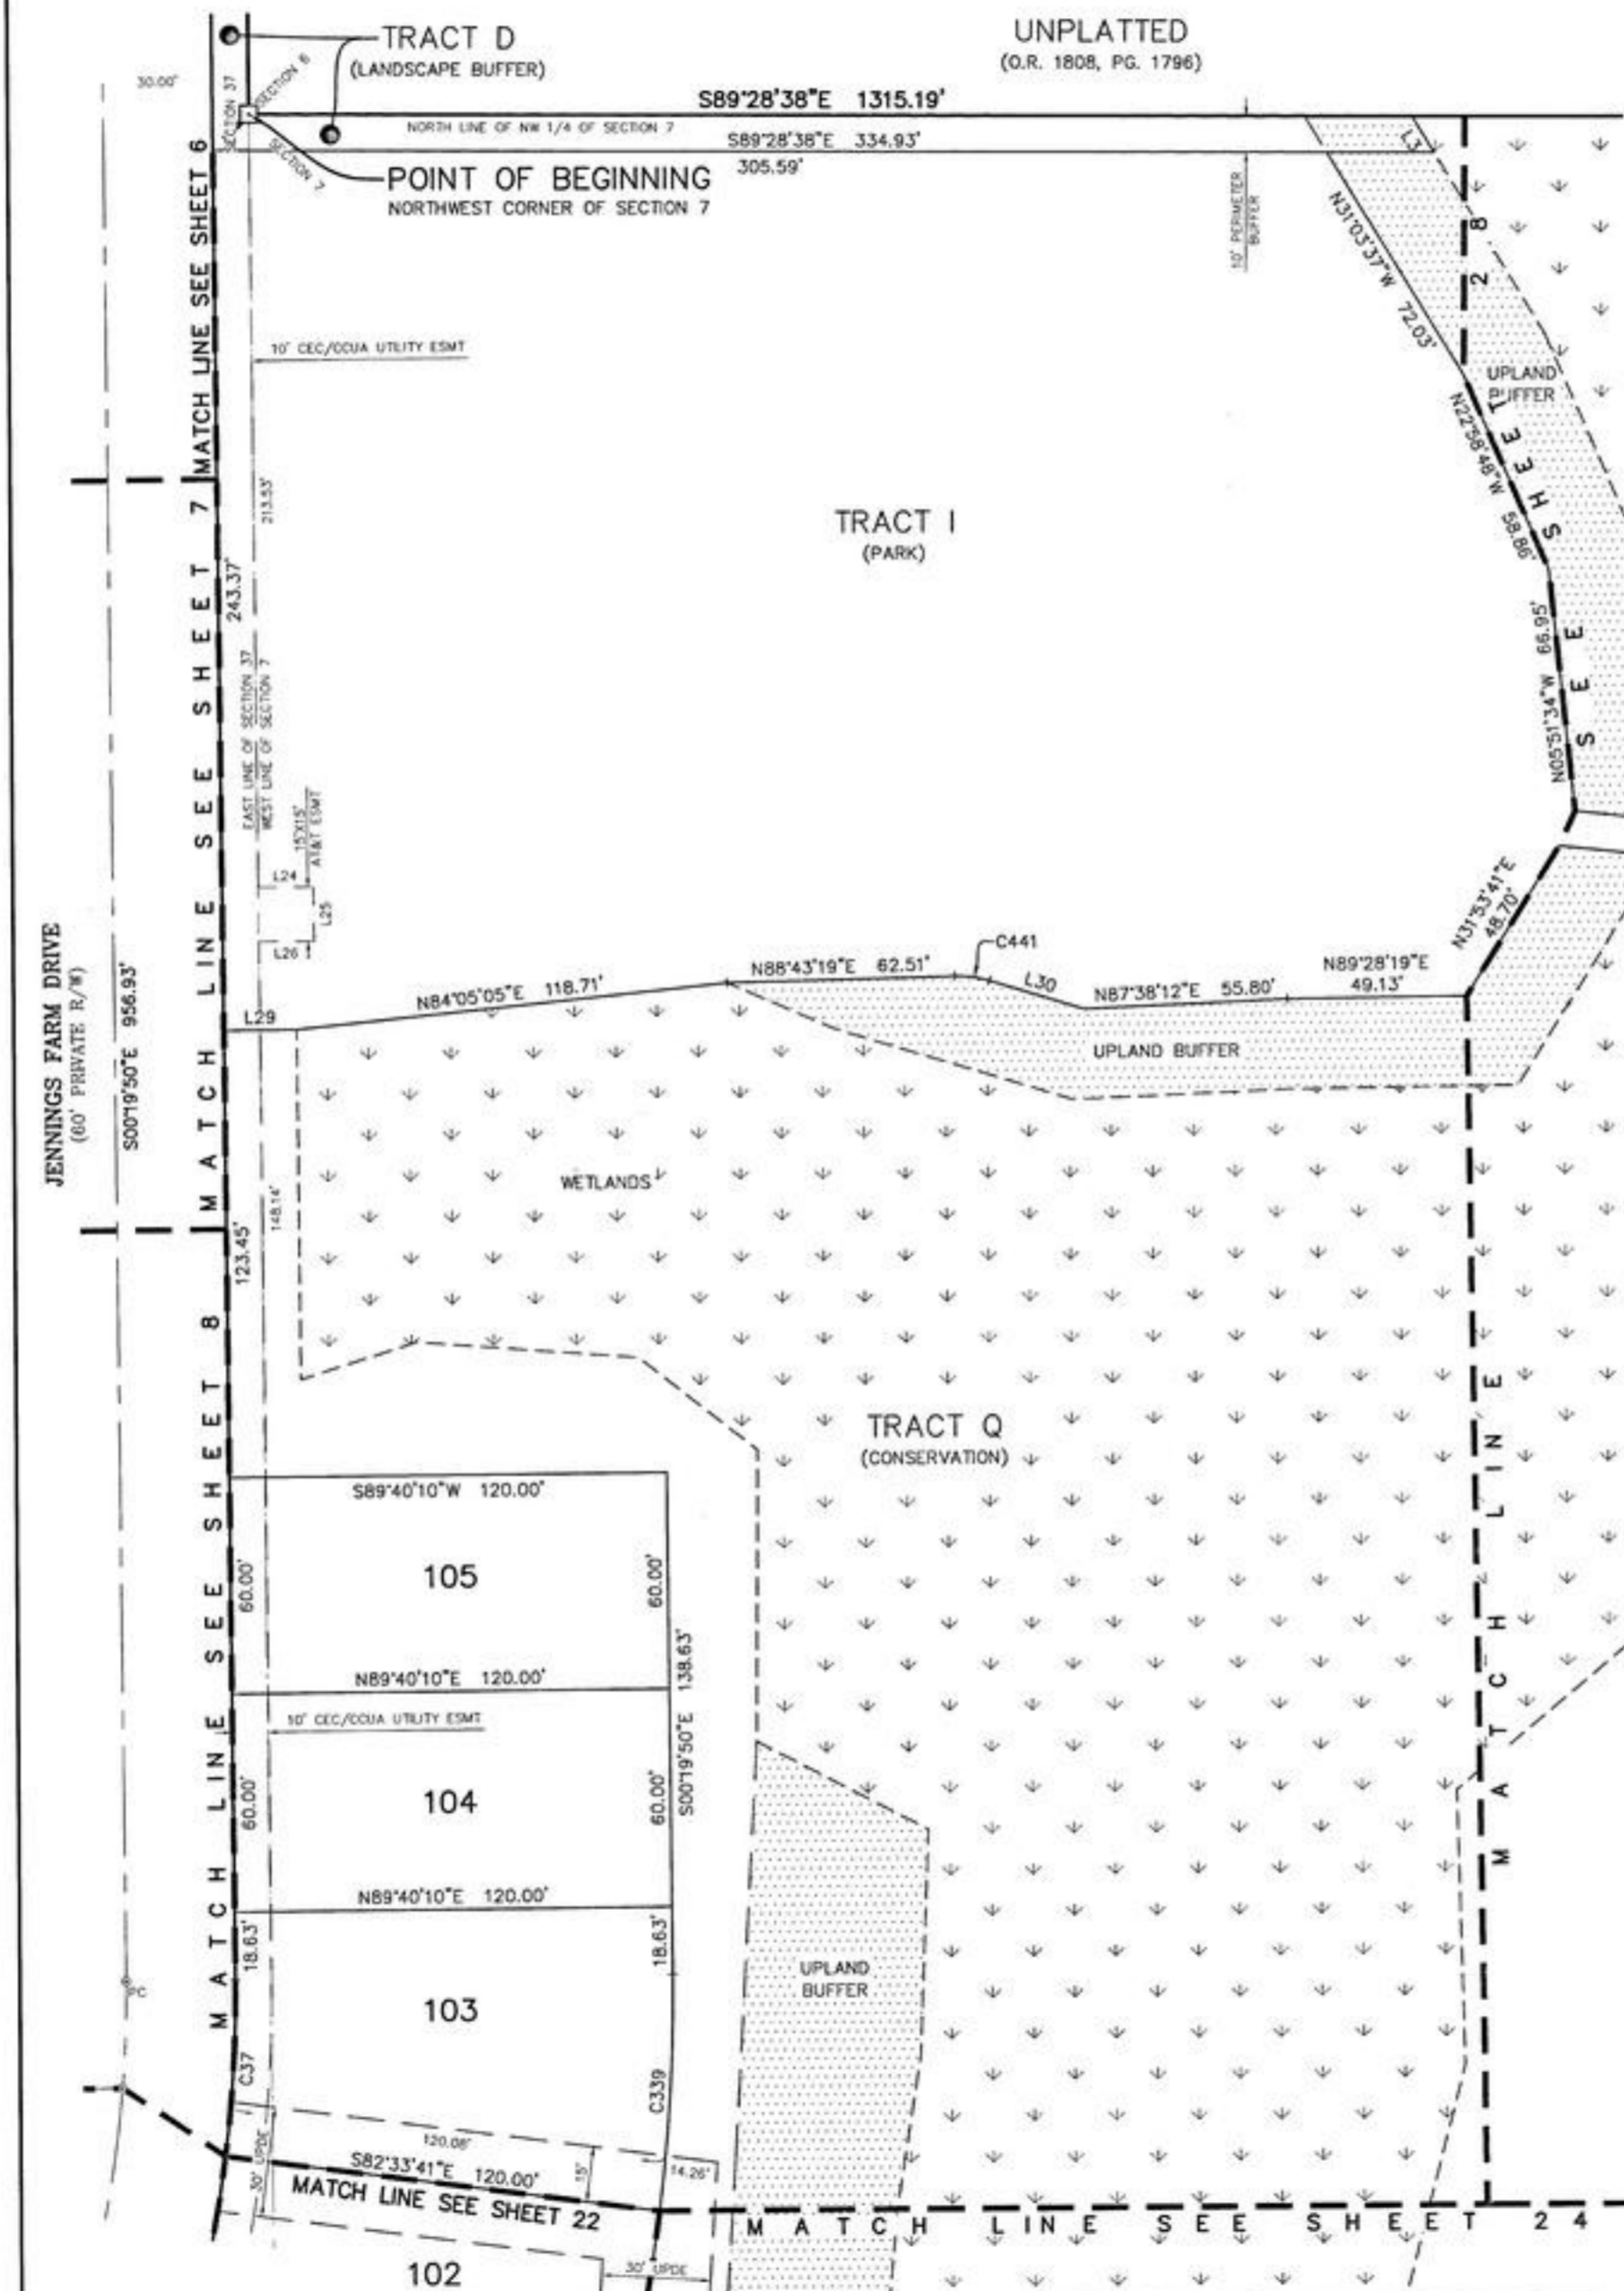 TRACT D
(LANDSCAPE BUFFER)
UNPLATTED
(O.R. 1808, PG. 1796)
30.00'
SECTION 37
SECTION 6
SECTION 7
S89°28'38"E 1315.19'
NORTH LINE OF NW 1/4 OF SECTION 7
S89°28'38"E 334.93'
305.59'
L3
POINT OF BEGINNING
NORTHWEST CORNER OF SECTION 7
10' PERIMETER
BUFFER
MATCH LINE SEE SHEET 6
N31°03'37"W 72.03'
10' CEC/CCUA UTILITY ESMT
SEE SHEET 28
UPLAND
BUFFER
N22°58'48"W 58.86'
213.53'
TRACT I
(PARK)
MATCH LINE SEE SHEET 7
243.37'
N05°51'34"W 66.95'
EAST LINE OF SECTION 37
WEST LINE OF SECTION 7
15'X15'
AT&T ESMT
L24
L25
L26
N31°53'41"E
48.70'
JENNINGS FARM DRIVE
(60' PRIVATE R/W)
S00°19'50"E 956.93'
C441
N88°43'19"E 62.51'
L30
N89°28'19"E
49.13'
N84°05'05"E 118.71'
N87°38'12"E 55.80'
L29
UPLAND BUFFER
WETLANDS
148.14'
123.45'
TRACT Q
(CONSERVATION)
MATCH LINE
MATCH LINE SEE SHEET 8
S89°40'10"W 120.00'
60.00'
105
60.00'
S00°19'50"E 138.63'
N89°40'10"E 120.00'
10' CEC/CCUA UTILITY ESMT
60.00'
104
60.00'
N89°40'10"E 120.00'
18.63'
18.63'
103
UPLAND
BUFFER
PC
C37
C339
30' UPDE
120.08'
15'
14.26'
S82°33'41"E 120.00'
MATCH LINE SEE SHEET 22
MATCH LINE SEE SHEET 24
102
30' UPDE